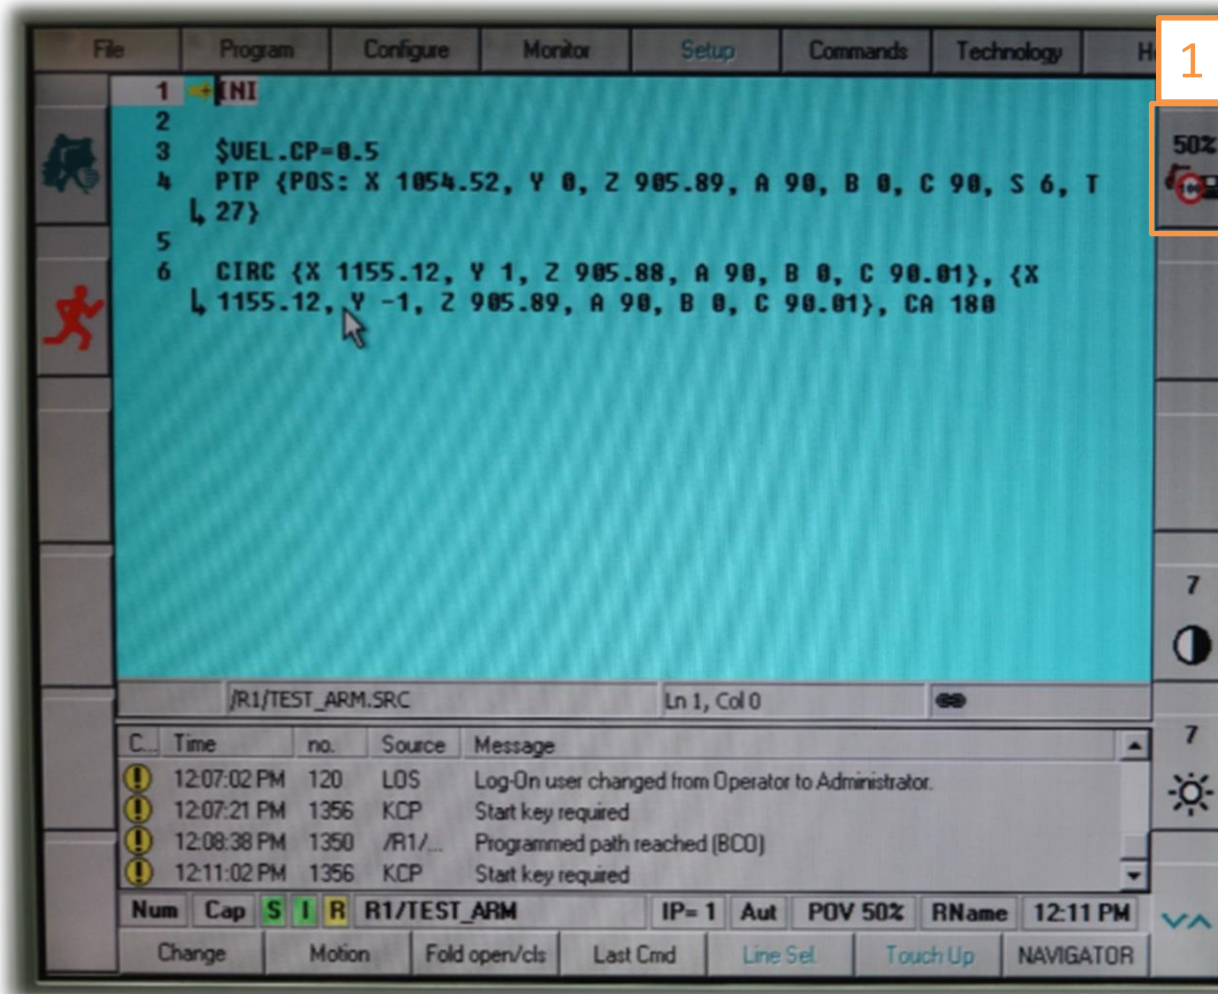 File Program Configure Monitor Setup Commands Technology
1
1 INI
2
50%
3 $VEL.CP=0.5
4 PTP {POS: X 1054.52, Y 0, Z 905.89, A 90, B 0, C 90, S 6, T
27}
100
5
6 CIRC {X 1155.12, Y 1, Z 905.88, A 90, B 0, C 90.01}, {X
1155.12, Y -1, Z 905.89, A 90, B 0, C 90.01}, CA 180
7
/R1/TEST_ARM.SRC Ln 1, Col 0
7
C... Time no. Source Message
12:07:02 PM 120 LOS Log-On user changed from Operator to Administrator.
12:07:21 PM 1356 KCP Start key required
12:08:38 PM 1350 /R1/... Programmed path reached (BCO)
12:11:02 PM 1356 KCP Start key required
Num Cap S I R R1/TEST_ARM IP= 1 Aut POV 50% RName 12:11 PM
Change Motion Fold open/cls Last Cmd Line Sel. Touch Up NAVIGATOR